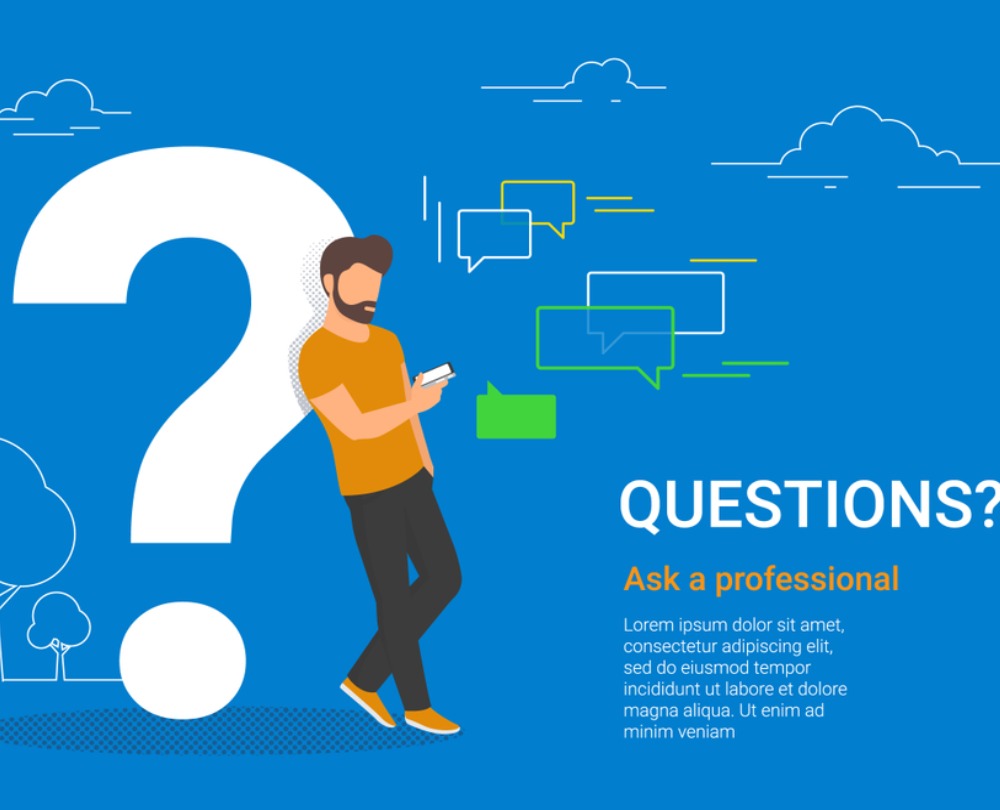 ?
QUESTIONS?
Ask a professional
Lorem ipsum dolor sit amet,
consectetur adipiscing elit,
sed do eiusmod tempor
incididunt ut labore et dolore
magna aliqua. Ut enim ad
minim veniam